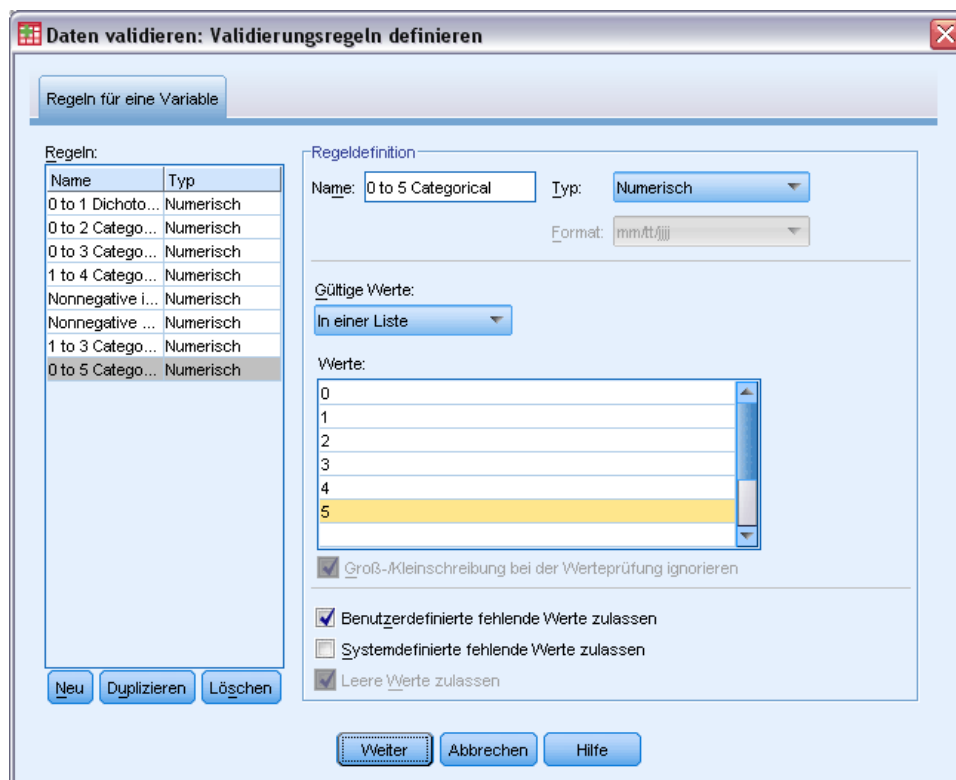 Daten validieren: Validierungsregeln definieren
Regeln für eine Variable
Regeln:
Name Typ
0 to 1 Dichoto... Numerisch
0 to 2 Catego... Numerisch
0 to 3 Catego... Numerisch
1 to 4 Catego... Numerisch
Nonnegative i... Numerisch
Nonnegative ... Numerisch
1 to 3 Catego... Numerisch
0 to 5 Catego... Numerisch
Neu Duplizieren Löschen
Regeldefinition
Name: 0 to 5 Categorical Typ: Numerisch
Format: mm/tt/jjjj
Gültige Werte:
In einer Liste
Werte:
0
1
2
3
4
5
Groß-/Kleinschreibung bei der Werteprüfung ignorieren
Benutzerdefinierte fehlende Werte zulassen
Systemdefinierte fehlende Werte zulassen
Leere Werte zulassen
Weiter Abbrechen Hilfe